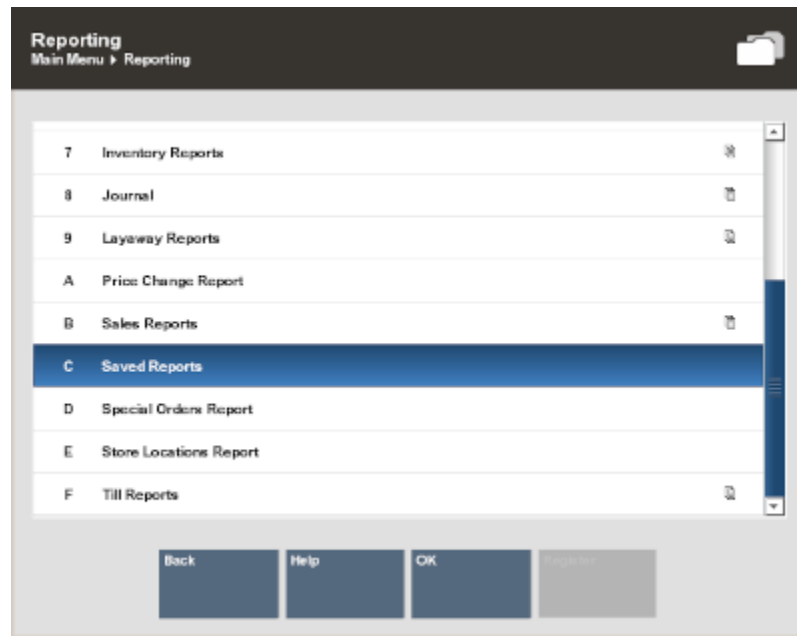 Reporting
Main Menu ▸ Reporting
7 Inventory Reports
8 Journal
9 Layaway Reports
A Price Change Report
B Sales Reports
C Saved Reports
D Special Orders Report
E Store Locations Report
F Till Reports
Back Help OK Register